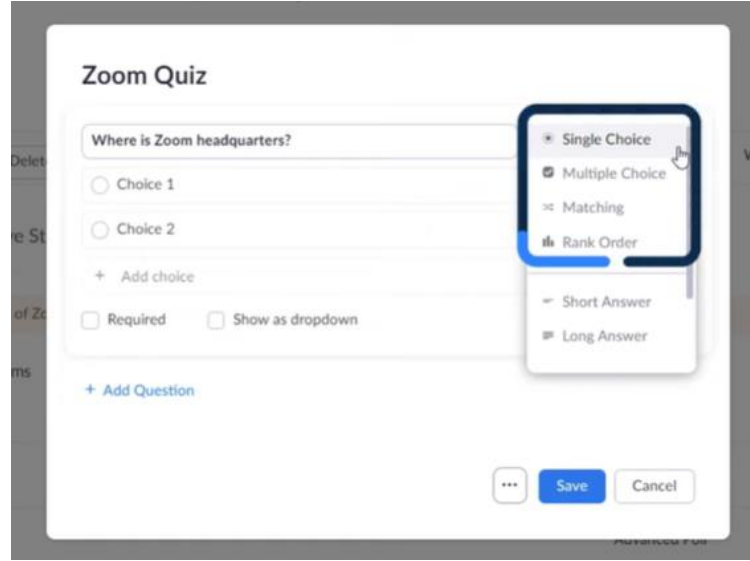 Zoom Quiz
Where is Zoom headquarters?
Single Choice
Choice 1
Multiple Choice
Matching
Choice 2
Rank Order
+ Add choice
Short Answer
Required
Show as dropdown
Long Answer
+ Add Question
Save
Cancel